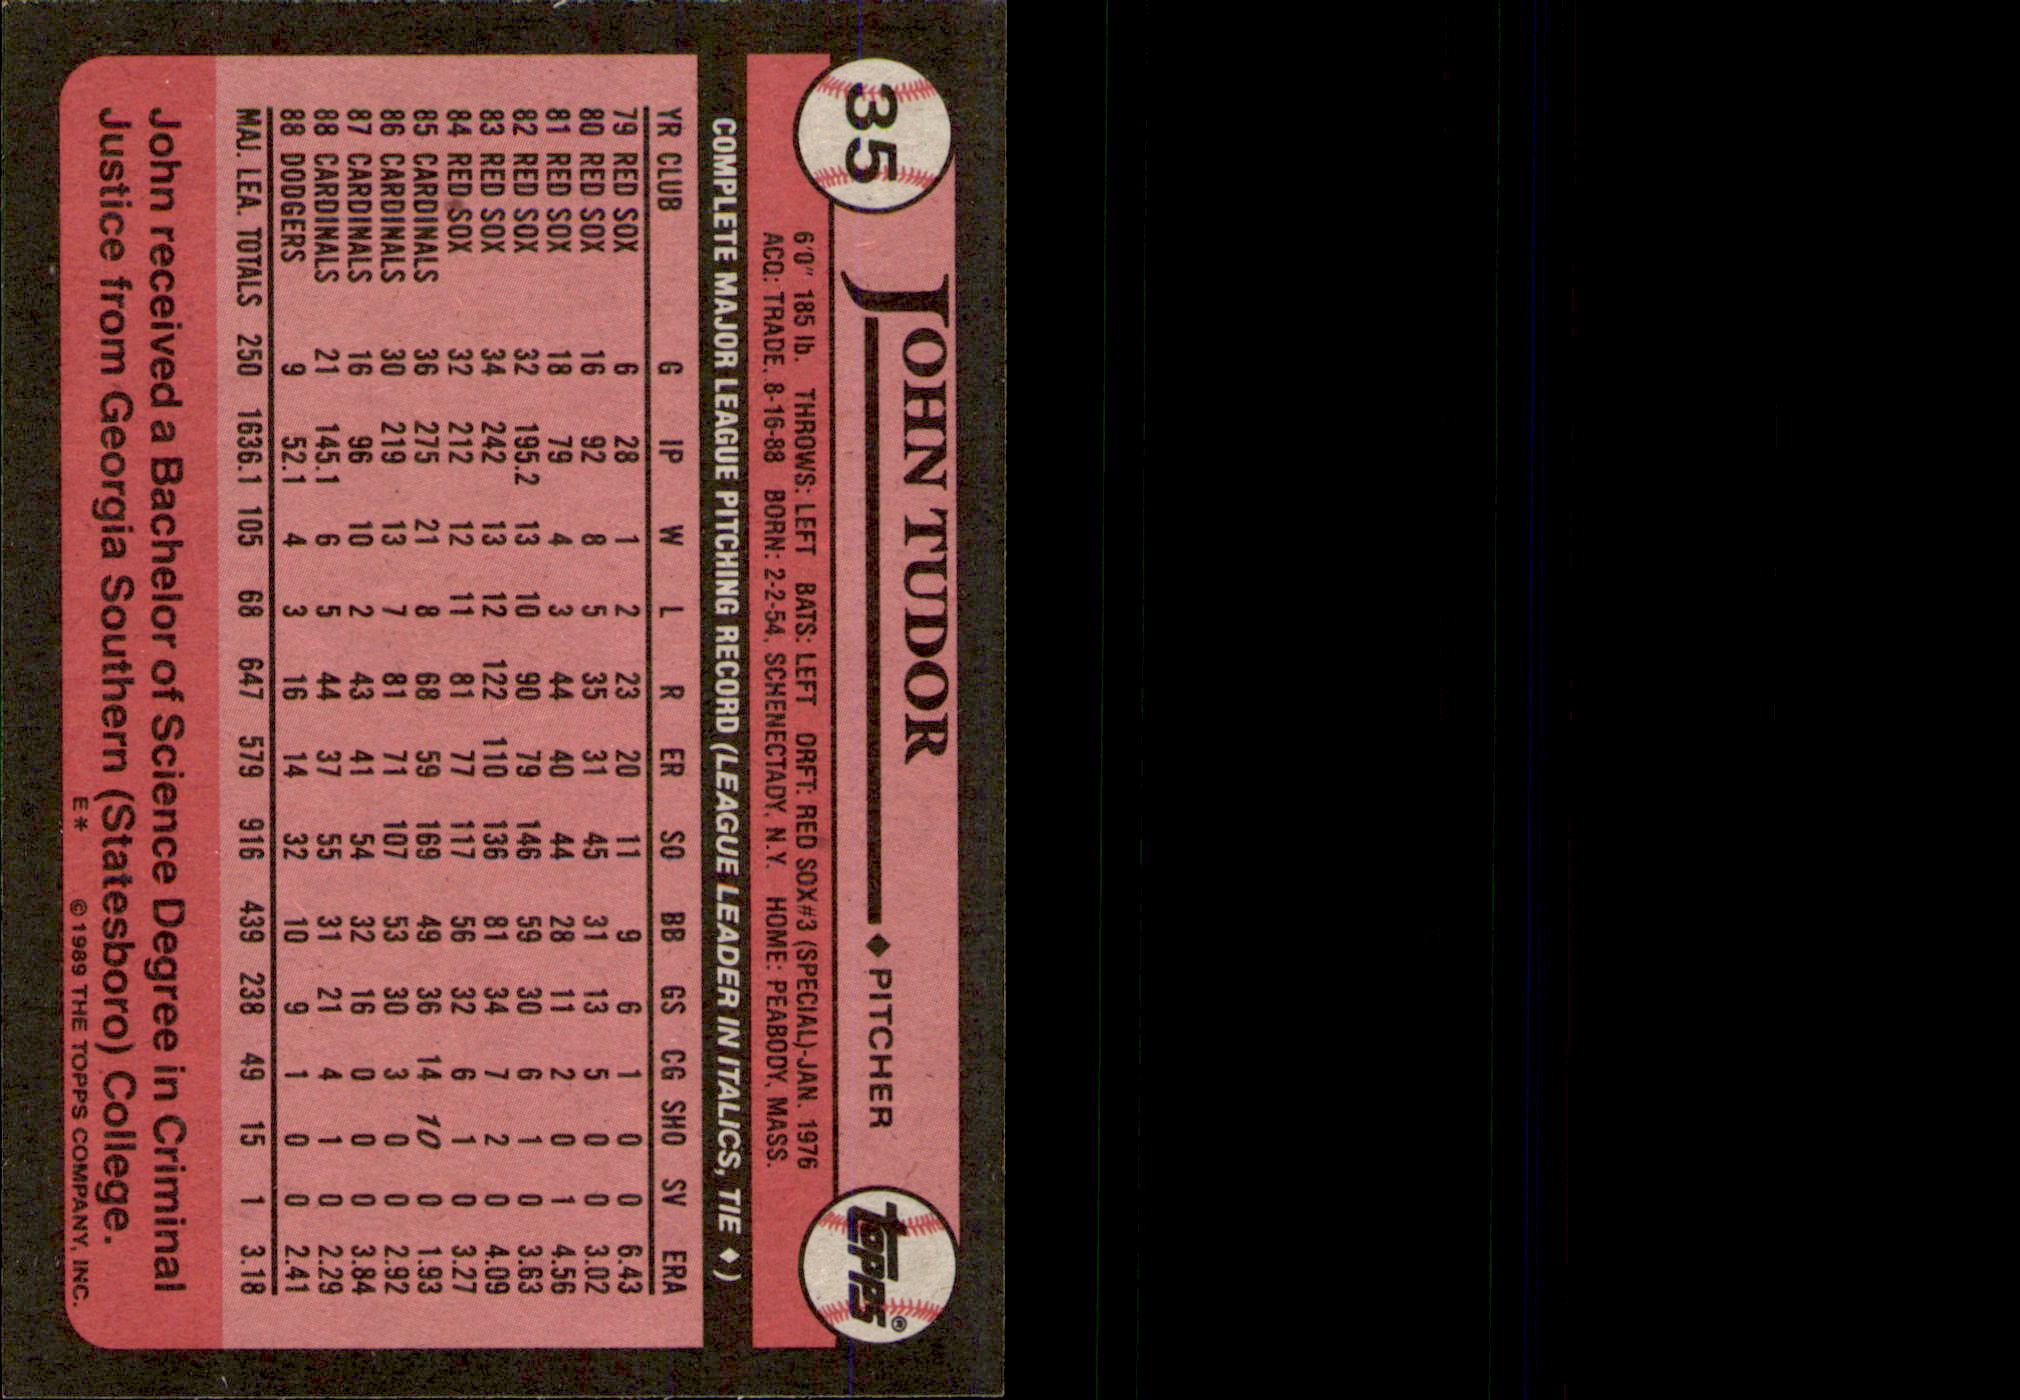 35
JOHN TUDOR
◆ PITCHER
topps®
6'0" 185 lb. THROWS: LEFT BATS: LEFT DRFT: RED SOX#3 (SPECIAL)-JAN. 1976
ACQ: TRADE, 8-16-88 BORN: 2-2-54, SCHENECTADY, N.Y. HOME: PEABODY, MASS.
COMPLETE MAJOR LEAGUE PITCHING RECORD (LEAGUE LEADER IN ITALICS, TIE ◆)
YR CLUB G IP W L R ER SO BB GS CG SHO SV ERA
79 RED SOX 6 28 1 2 23 20 11 9 6 1 0 0 6.43
80 RED SOX 16 92 8 5 35 31 45 31 13 5 0 0 3.02
81 RED SOX 18 79 4 3 44 40 44 28 11 2 0 1 4.56
82 RED SOX 32 195.2 13 10 90 79 146 59 30 6 1 0 3.63
83 RED SOX 34 242 13 12 122 110 136 81 34 7 2 0 4.09
84 RED SOX 32 212 12 11 81 77 117 56 32 6 1 0 3.27
85 CARDINALS 36 275 21 8 68 59 169 49 36 14 10 0 1.93
86 CARDINALS 30 219 13 7 81 71 107 53 30 3 0 0 2.92
87 CARDINALS 16 96 10 2 43 41 54 32 16 0 0 0 3.84
88 CARDINALS 21 145.1 6 5 44 37 55 31 21 4 1 0 2.29
88 DODGERS 9 52.1 4 3 16 14 32 10 9 1 0 0 2.41
MAJ. LEA. TOTALS 250 1636.1 105 68 647 579 916 439 238 49 15 1 3.18
John received a Bachelor of Science Degree in Criminal
Justice from Georgia Southern (Statesboro) College.
E* © 1989 THE TOPPS COMPANY, INC.